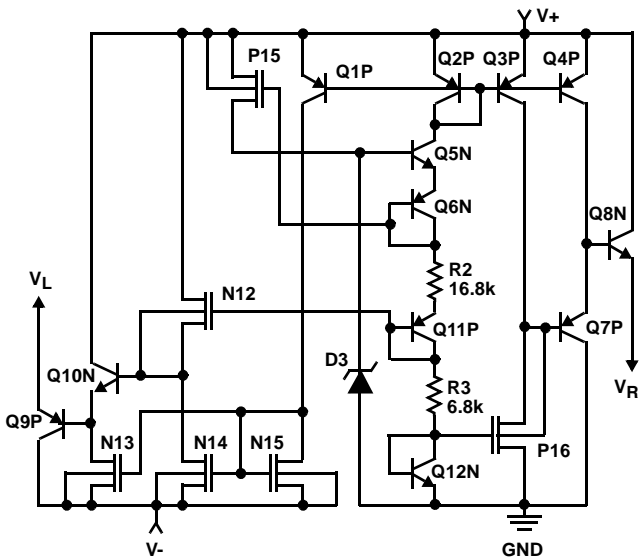 V+
P15
Q1P
Q2P
Q3P
Q4P
Q5N
Q6N
Q8N
R2
16.8k
VL
N12
Q11P
Q7P
D3
R3
6.8k
VR
Q10N
Q9P
N13
N14
N15
P16
Q12N
V-
GND